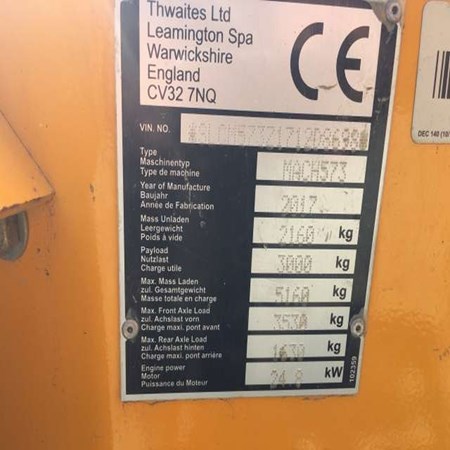 Thwaites Ltd
Leamington Spa
Warwickshire
England
CV32 7NQ
CE
VIN. NO.
Type
Maschinentyp
Type de machine
MACH573
Year of Manufacture
Baujahr
Année de Fabrication
2017
Mass Unladen
Leergewicht
Poids à vide
2160 kg
Payload
Nutzlast
Charge utile
3000 kg
Max. Mass Laden
zul. Gesamtgewicht
Masse totale en charge
5160 kg
Max. Front Axle Load
zul. Achslast vorn
Charge maxi. pont avant
3530 kg
Max. Rear Axle Load
zul. Achslast hinten
Charge maxi. pont arrière
1630 kg
Engine power
Motor
Puissance du Moteur
24.8 kW
102359
DEC 140